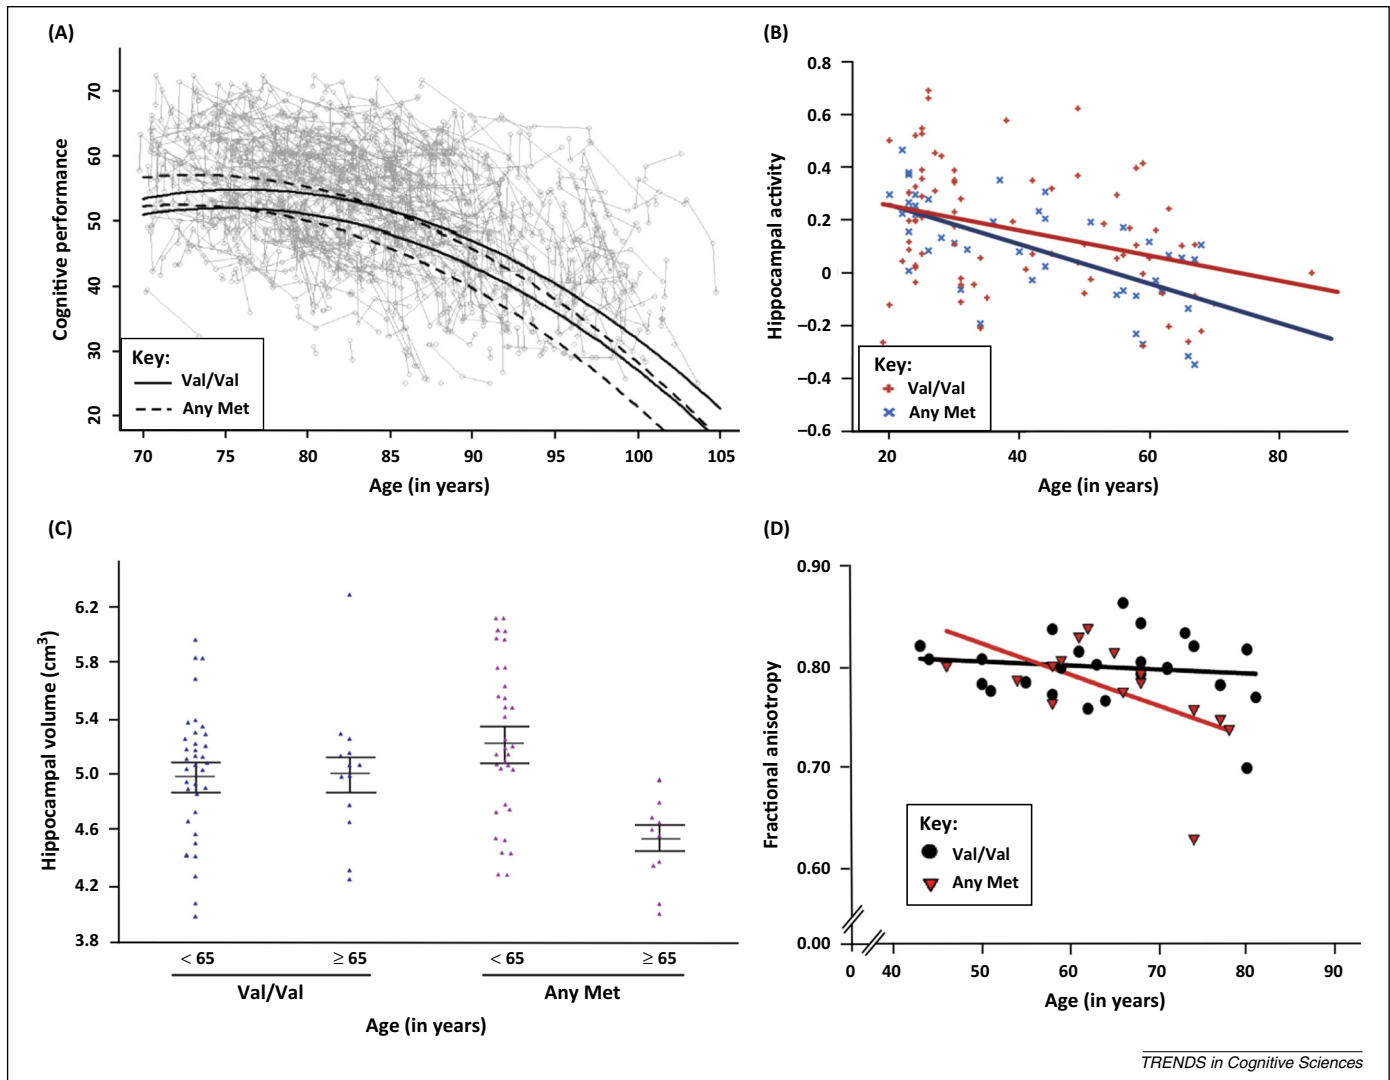 (A)
Cognitive performance
70
60
50
40
30
20
Key:
Val/Val
Any Met
70 75 80 85 90 95 100 105
Age (in years)
(B)
Hippocampal activity
0.8
0.6
0.4
0.2
0
–0.2
–0.4
–0.6
Key:
Val/Val
Any Met
20 40 60 80
Age (in years)
(C)
Hippocampal volume (cm³)
6.2
5.8
5.4
5.0
4.6
4.2
3.8
< 65 ≥ 65 < 65 ≥ 65
Val/Val Any Met
Age (in years)
(D)
Fractional anisotropy
0.90
0.80
0.70
0.60
0.00
Key:
Val/Val
Any Met
0 40 50 60 70 80 90
Age (in years)
TRENDS in Cognitive Sciences